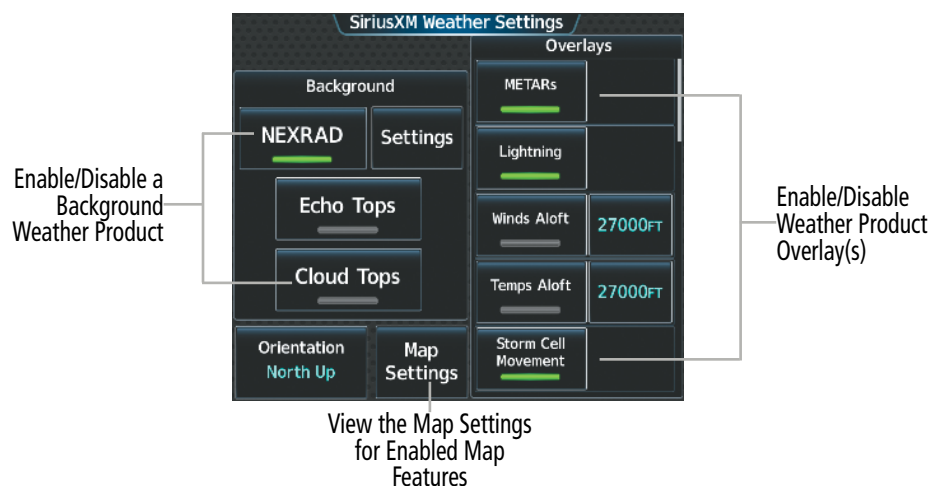 SiriusXM Weather Settings
Background
NEXRAD
Settings
Echo Tops
Cloud Tops
Orientation
North Up
Map
Settings
Overlays
METARs
Lightning
Winds Aloft
27000FT
Temps Aloft
27000FT
Storm Cell
Movement
Enable/Disable a
Background
Weather Product
Enable/Disable
Weather Product
Overlay(s)
View the Map Settings
for Enabled Map
Features